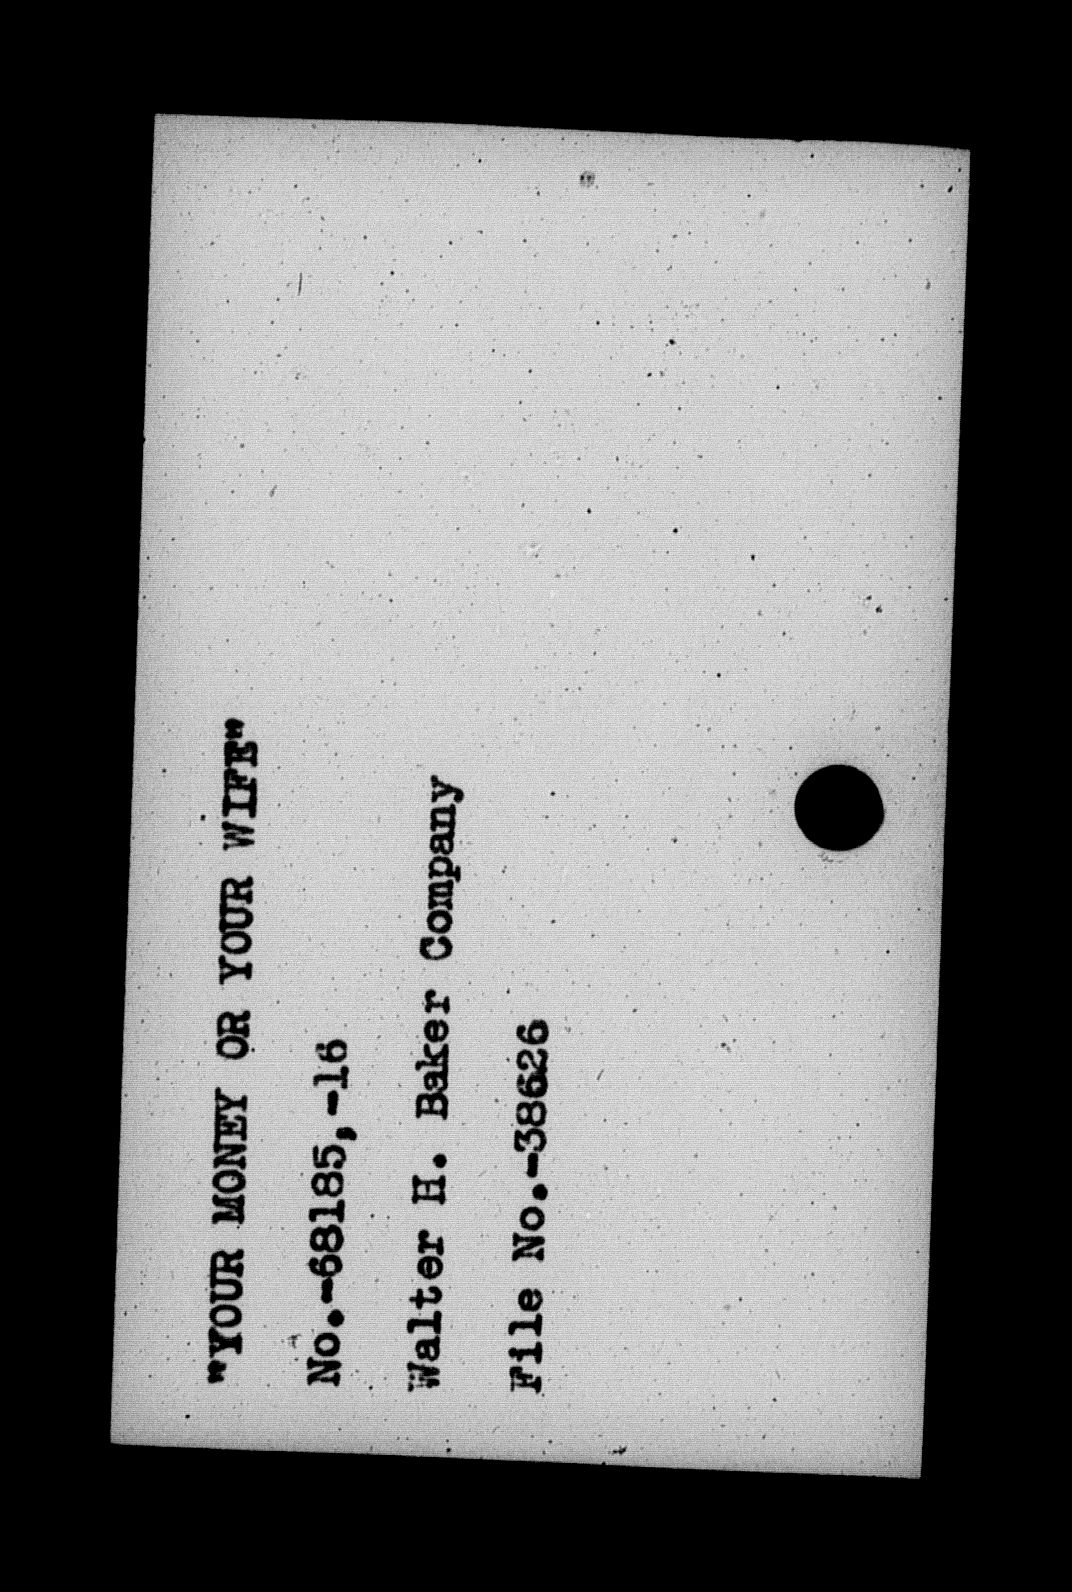 "YOUR MONEY OR YOUR WIFE"
No.-68185,-16
Walter H. Baker Company
File No.-38626